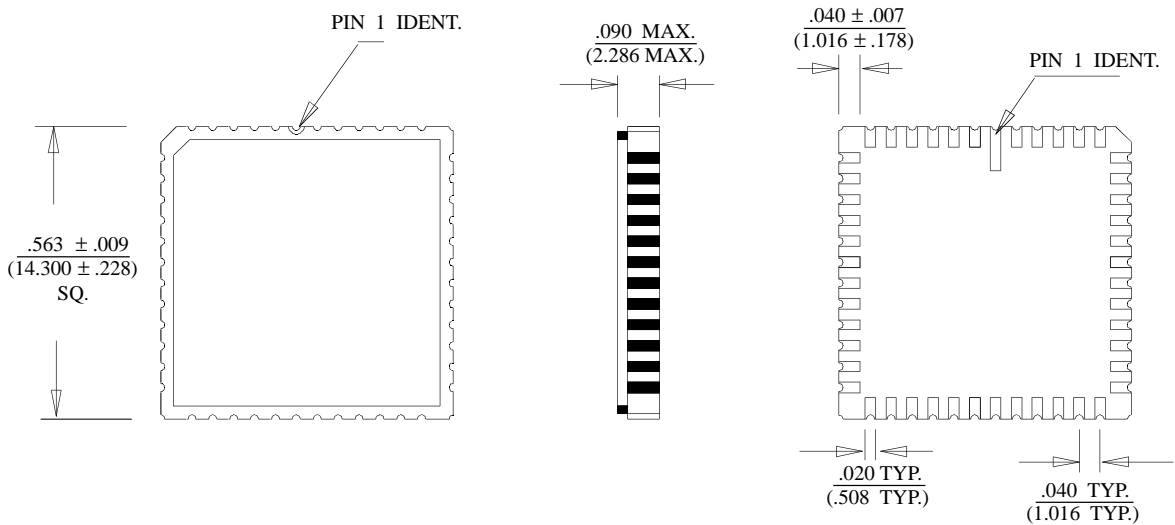 PIN 1 IDENT.
.090 MAX.
(2.286 MAX.)
.040 ± .007
(1.016 ± .178)
PIN 1 IDENT.
.563 ± .009
(14.300 ± .228)
SQ.
.020 TYP.
(.508 TYP.)
.040 TYP.
(1.016 TYP.)